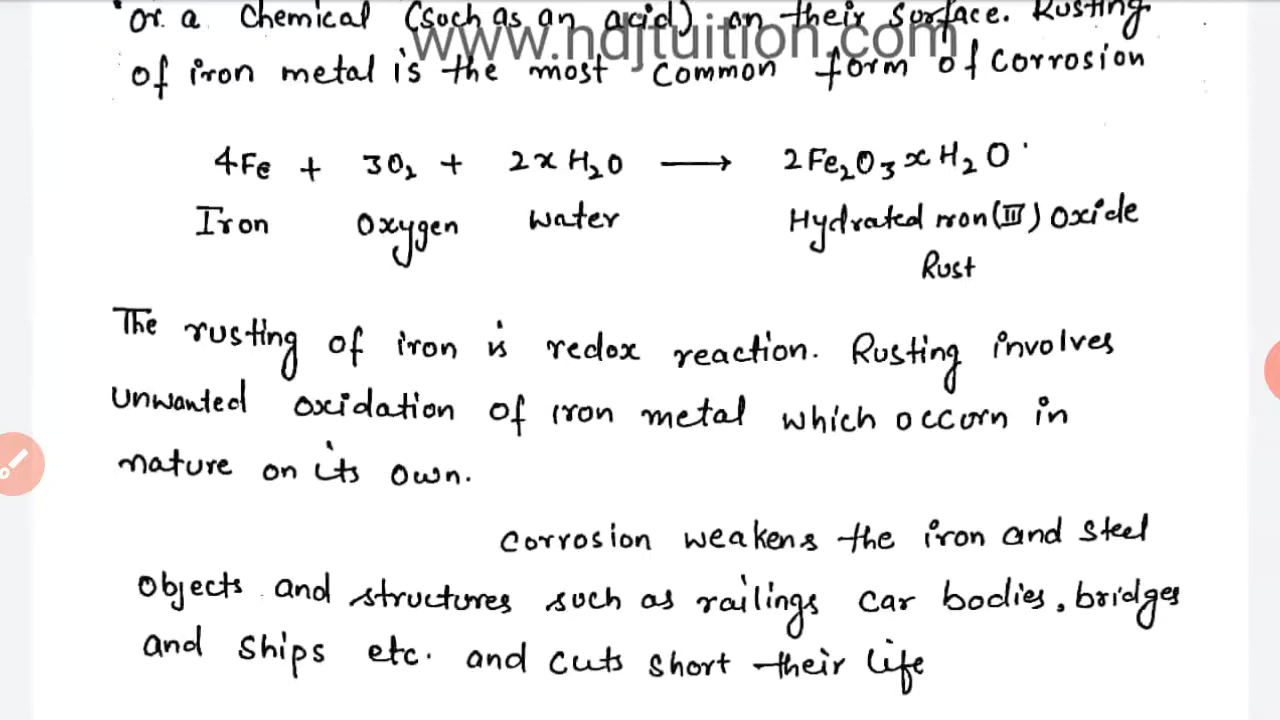 or a Chemical (such as an acid) on their surface. Rusting
www.hdjtuition.com
of iron metal is the most common form of Corrosion
4Fe + 3O₂ + 2x H₂O ⟶ 2Fe₂O₃xH₂O
Iron Oxygen water Hydrated iron (III) Oxide
Rust
The rusting of iron is redox reaction. Rusting involves
unwanted oxidation of iron metal which occorn in
nature on its own.
Corrosion weakens the iron and steel
objects and structures such as railings car bodies, bridges
and ships etc. and cuts short their life